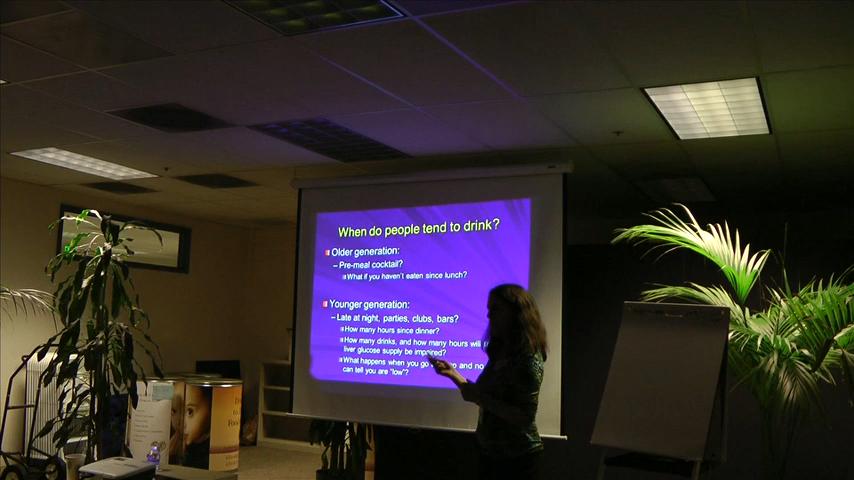 When do people tend to drink?
Older generation:
– Pre-meal cocktail?
What if you haven't eaten since lunch?
Younger generation:
– Late at night, parties, clubs, bars?
How many hours since dinner?
How many drinks, and how many hours will
liver glucose supply be impaired?
What happens when you go
and no
can tell you are "low"?